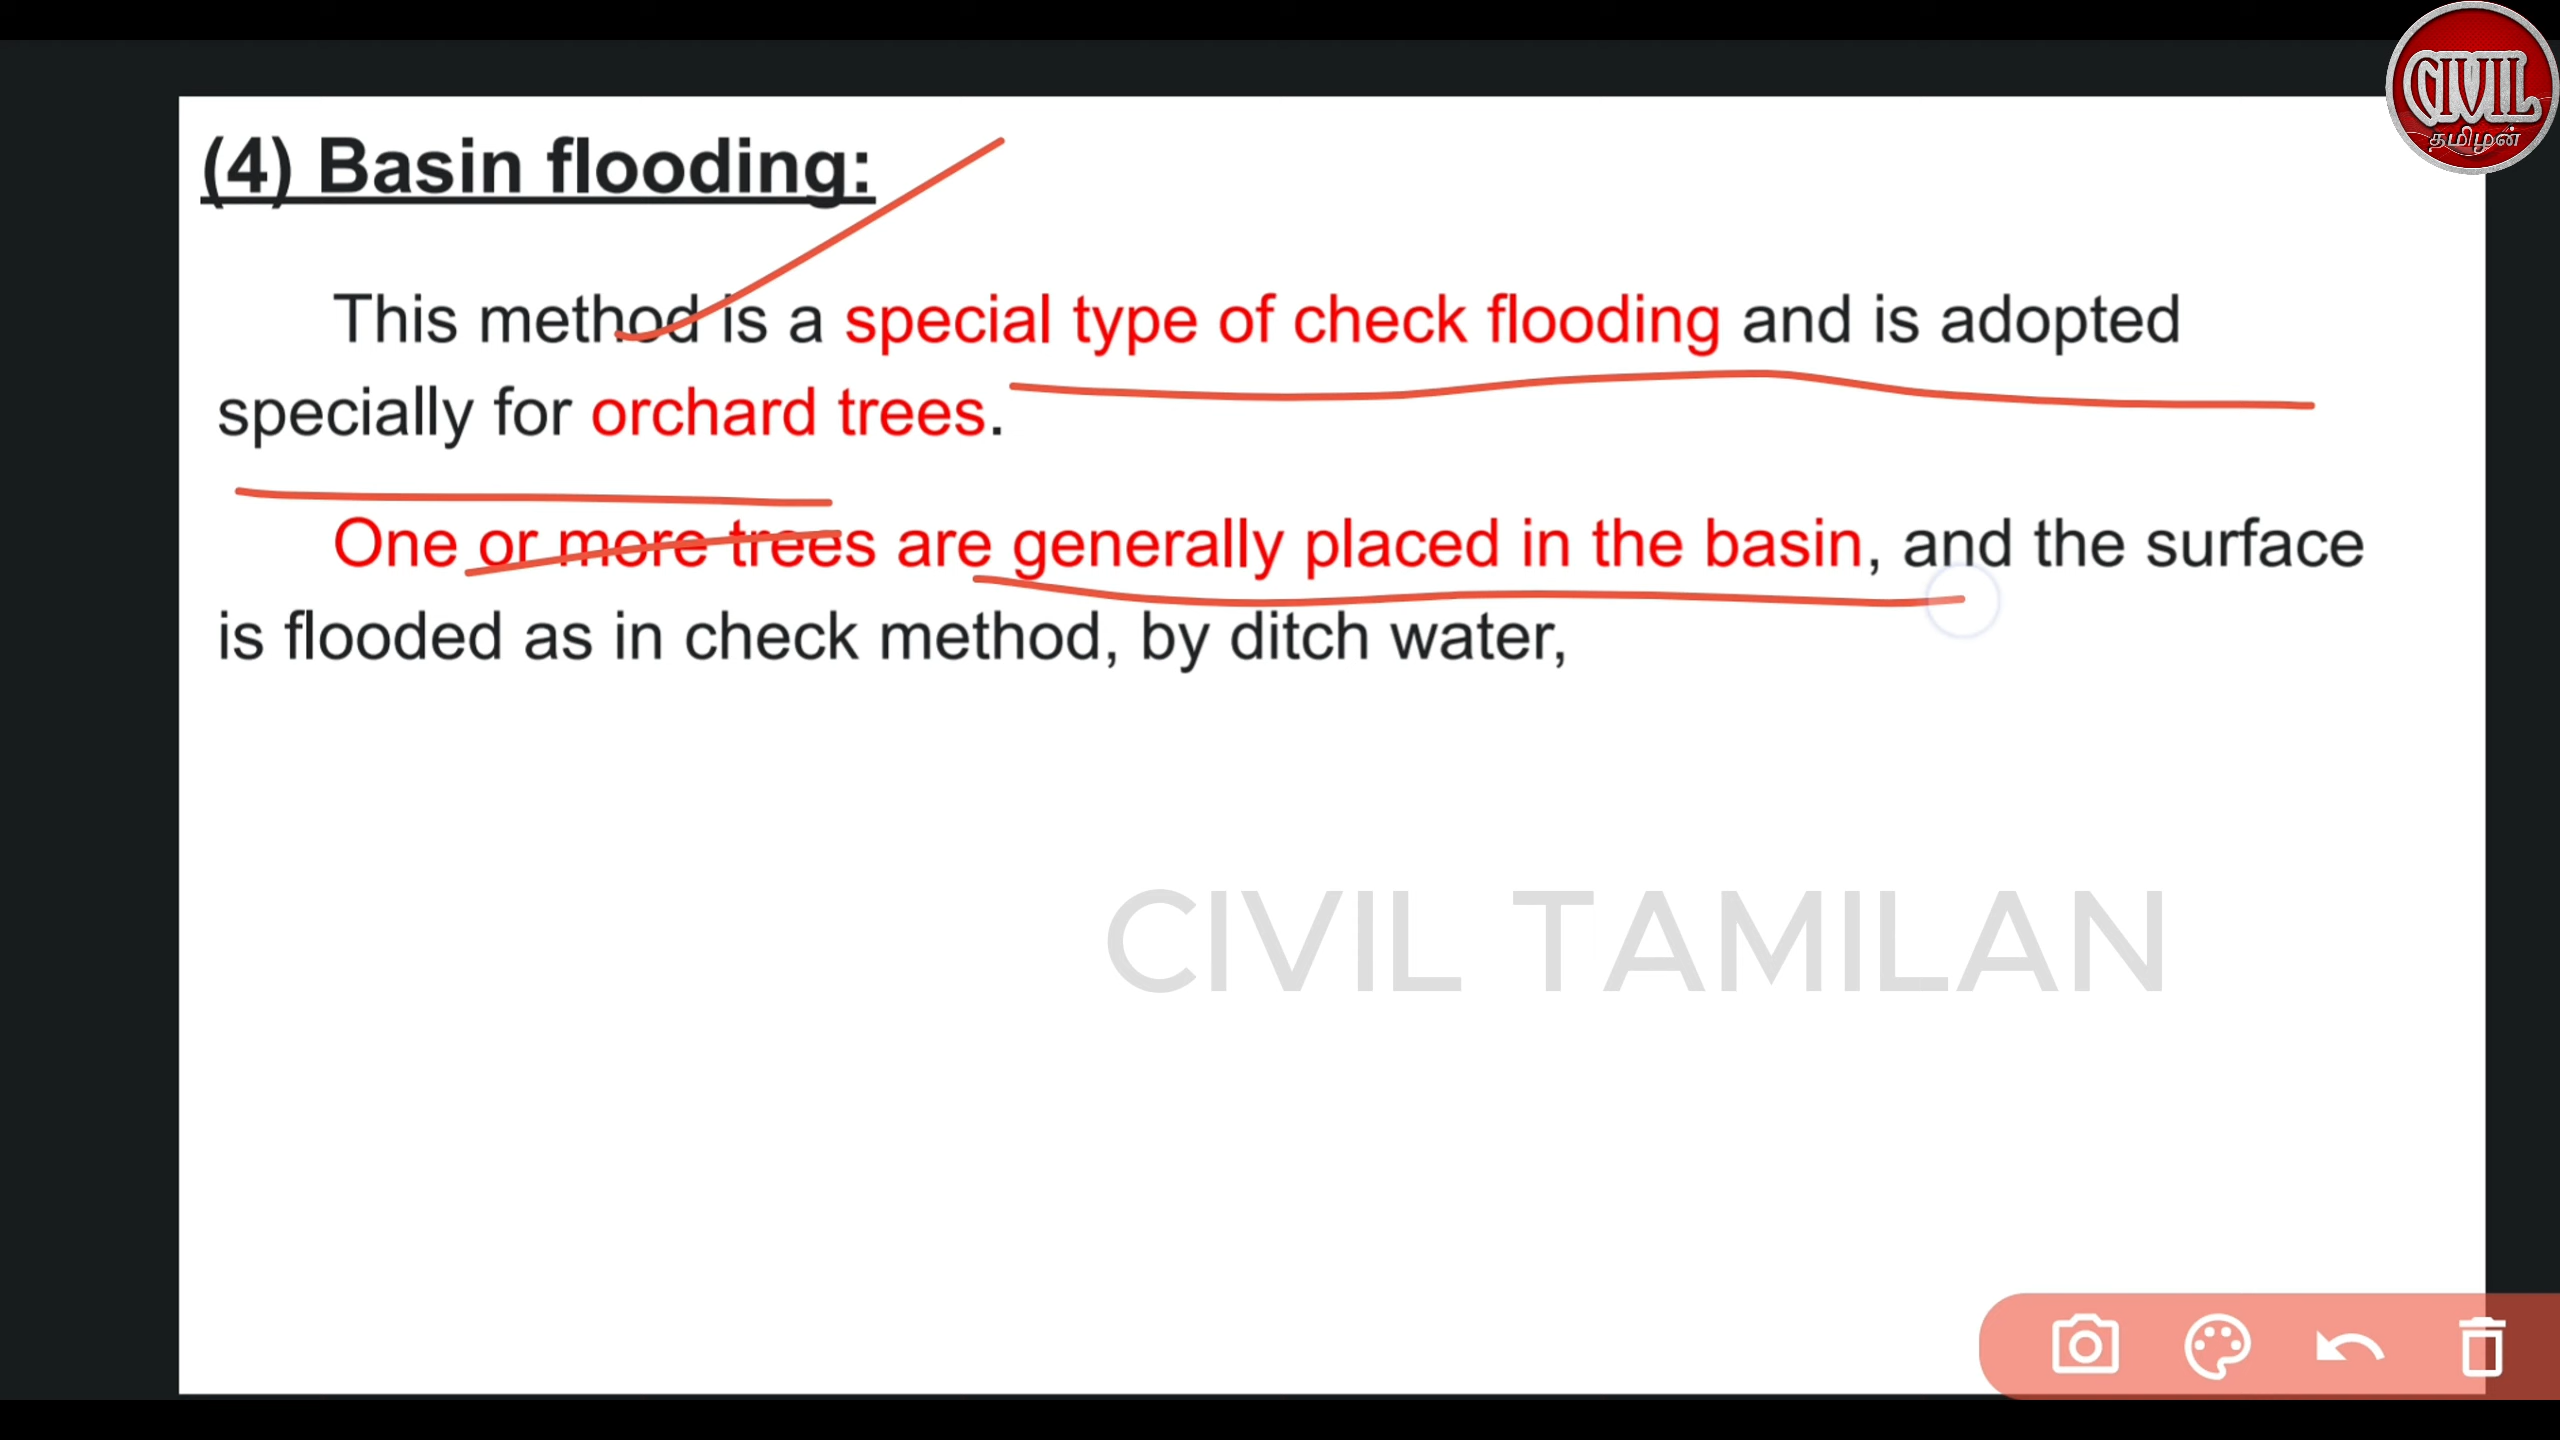 CIVIL
தமிழன்
(4) Basin flooding:
This method is a special type of check flooding and is adopted
specially for orchard trees.
One or more trees are generally placed in the basin, and the surface
is flooded as in check method, by ditch water,
CIVIL TAMILAN